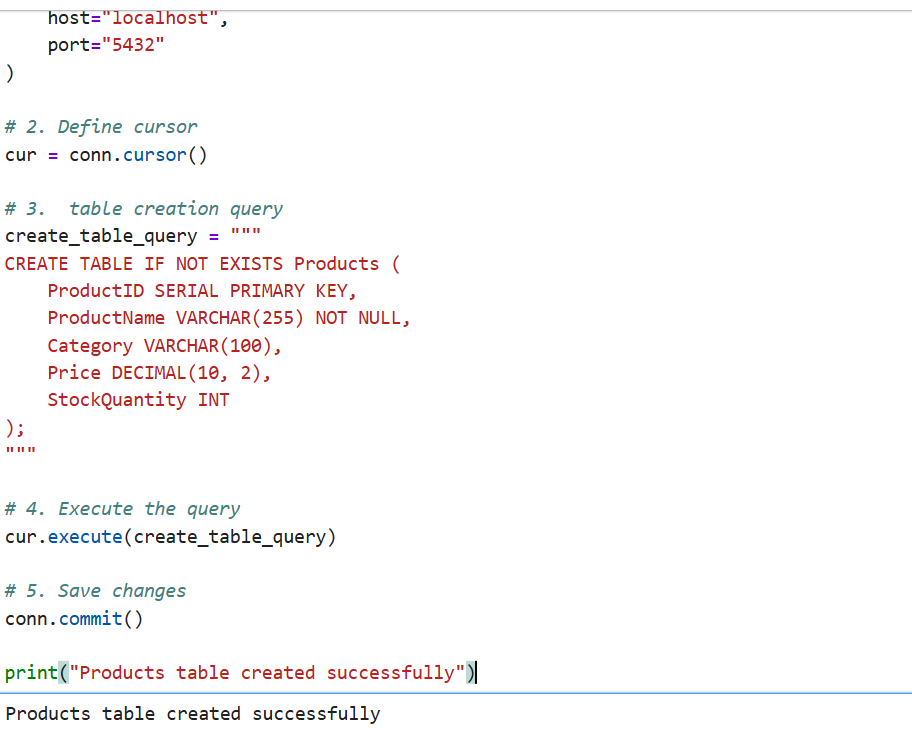 host="localhost",
    port="5432"
)
# 2. Define cursor
cur = conn.cursor()
# 3.  table creation query
create_table_query = """
CREATE TABLE IF NOT EXISTS Products (
    ProductID SERIAL PRIMARY KEY,
    ProductName VARCHAR(255) NOT NULL,
    Category VARCHAR(100),
    Price DECIMAL(10, 2),
    StockQuantity INT
);
"""
# 4. Execute the query
cur.execute(create_table_query)
# 5. Save changes
conn.commit()
print("Products table created successfully")
Products table created successfully